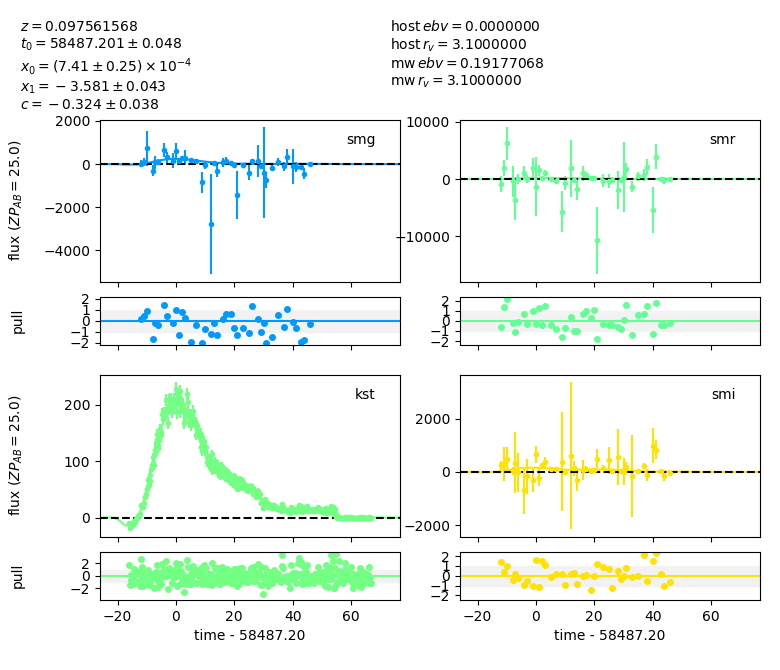 z = 0.097561568
t₀ = 58487.201 ± 0.048
x₀ = (7.41 ± 0.25) × 10⁻⁴
x₁ = −3.581 ± 0.043
c = −0.324 ± 0.038
host ebv = 0.0000000
host r_v = 3.1000000
mw ebv = 0.19177068
mw r_v = 3.1000000
flux (ZP_AB = 25.0)
2000
0
−2000
−4000
smg
10000
0
−10000
smr
pull
2
1
0
−1
−2
2
1
0
−1
−2
flux (ZP_AB = 25.0)
200
100
0
kst
2000
0
−2000
smi
pull
2
0
−2
2
1
0
−1
−2
−20 0 20 40 60
−20 0 20 40 60
time - 58487.20
time - 58487.20